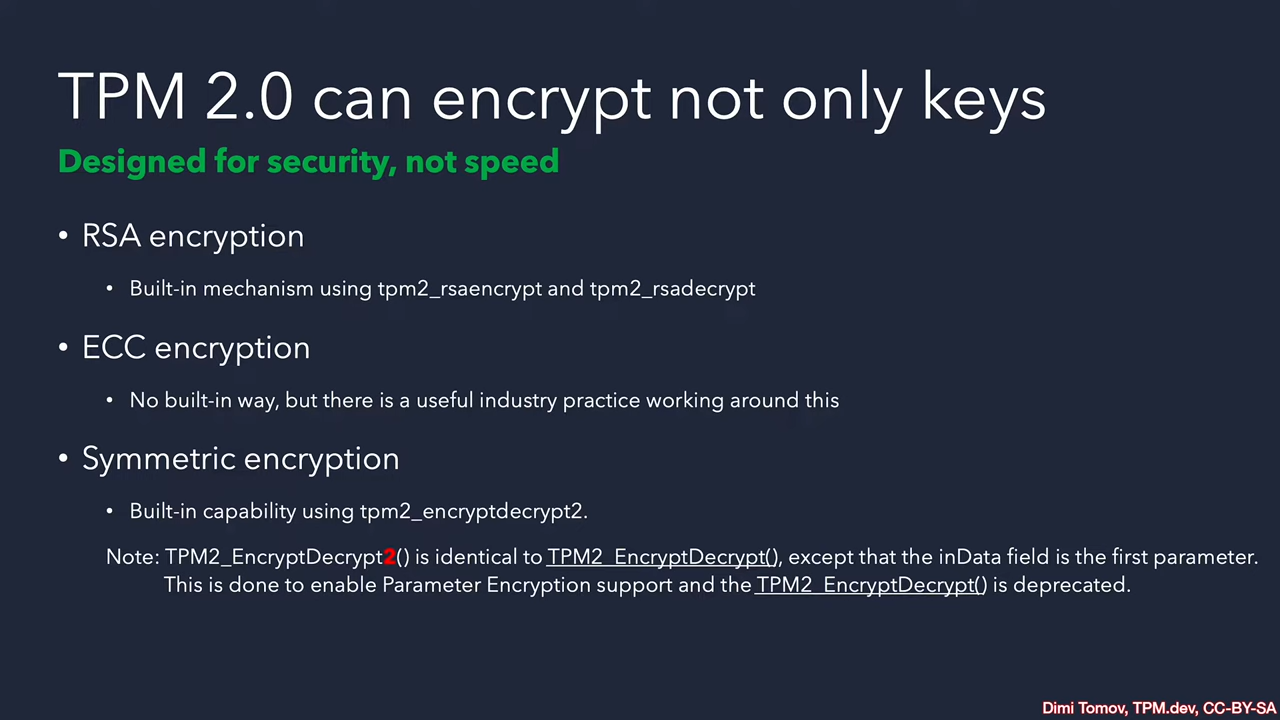 TPM 2.0 can encrypt not only keys
Designed for security, not speed
• RSA encryption
• Built-in mechanism using tpm2_rsaencrypt and tpm2_rsadecrypt
• ECC encryption
• No built-in way, but there is a useful industry practice working around this
• Symmetric encryption
• Built-in capability using tpm2_encryptdecrypt2.
Note: TPM2_EncryptDecrypt2() is identical to TPM2_EncryptDecrypt(), except that the inData field is the first parameter.
This is done to enable Parameter Encryption support and the TPM2_EncryptDecrypt() is deprecated.
Dimi Tomov, TPM.dev, CC-BY-SA